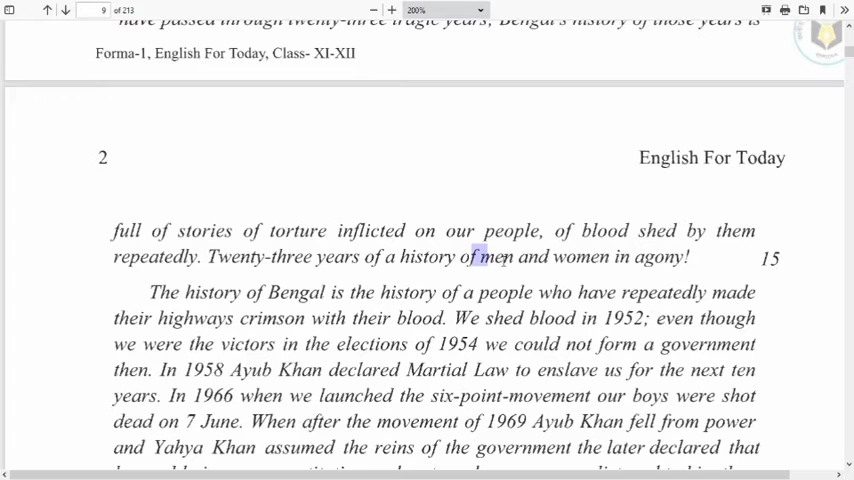 9 of 213 200%
have passed through twenty-three tragic years, Bengal's history of those years is
Forma-1, English For Today, Class- XI-XII
2 English For Today
full of stories of torture inflicted on our people, of blood shed by them
repeatedly. Twenty-three years of a history of men and women in agony! 15
The history of Bengal is the history of a people who have repeatedly made
their highways crimson with their blood. We shed blood in 1952; even though
we were the victors in the elections of 1954 we could not form a government
then. In 1958 Ayub Khan declared Martial Law to enslave us for the next ten
years. In 1966 when we launched the six-point-movement our boys were shot
dead on 7 June. When after the movement of 1969 Ayub Khan fell from power
and Yahya Khan assumed the reins of the government the later declared that